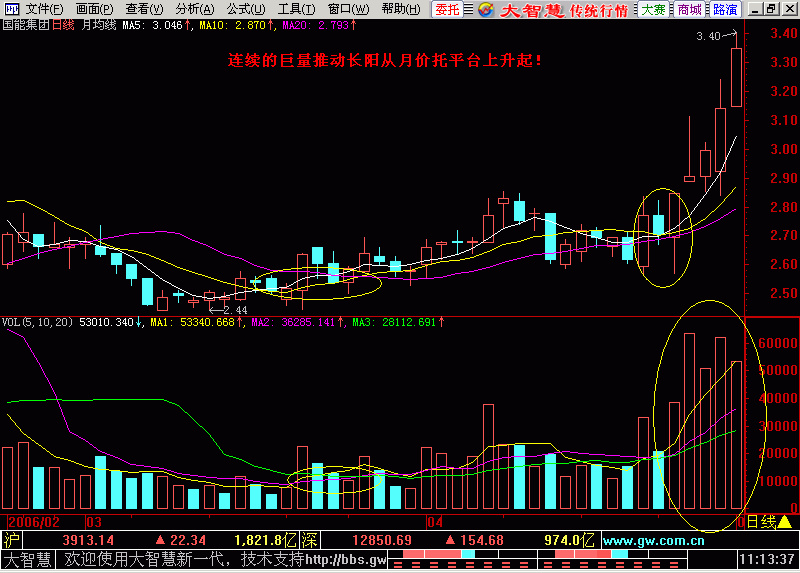 文件(F) 画面(P) 查看(V) 分析(A) 公式(U) 工具(T) 窗口(W) 帮助(H) 委托 大智慧 传统行情 大赛 商城 路演
国能集团日线 月均线 MA5: 3.046↑, MA10: 2.870↑, MA20: 2.793↑
连续的巨量推动长阳从月价托平台上升起!
3.40
3.40
3.30
3.20
3.10
3.00
2.90
2.80
2.70
2.60
2.50
2.44
VOL(5,10,20) 53010.340↓, MA1: 53340.668↑, MA2: 36265.141↑, MA3: 28112.691↑
60000
50000
40000
30000
20000
10000
2006/02 03 04 日线
沪 3913.14 ▲ 22.34 1,821.8亿 深 12850.69 ▲ 154.68 974.0亿 www.gw.com.cn
大智慧 欢迎使用大智慧新一代，技术支持http://bbs.gw 11:13:37